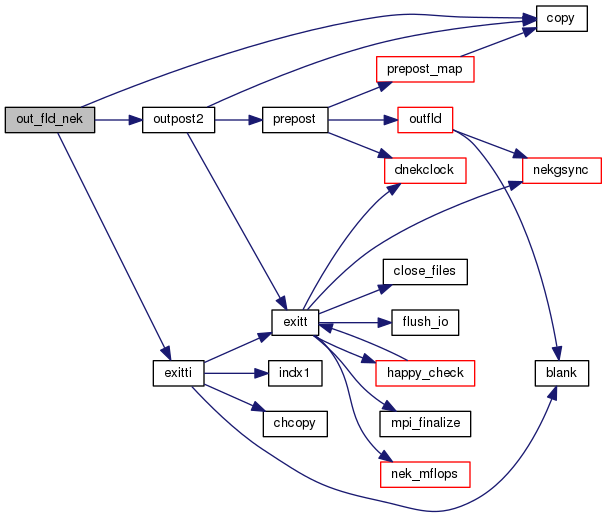 copy
prepost_map
out_fld_nek
outpost2
prepost
outfld
dnekclock
nekgsync
close_files
exitt
flush_io
exitti
indx1
happy_check
blank
chcopy
mpi_finalize
nek_mflops